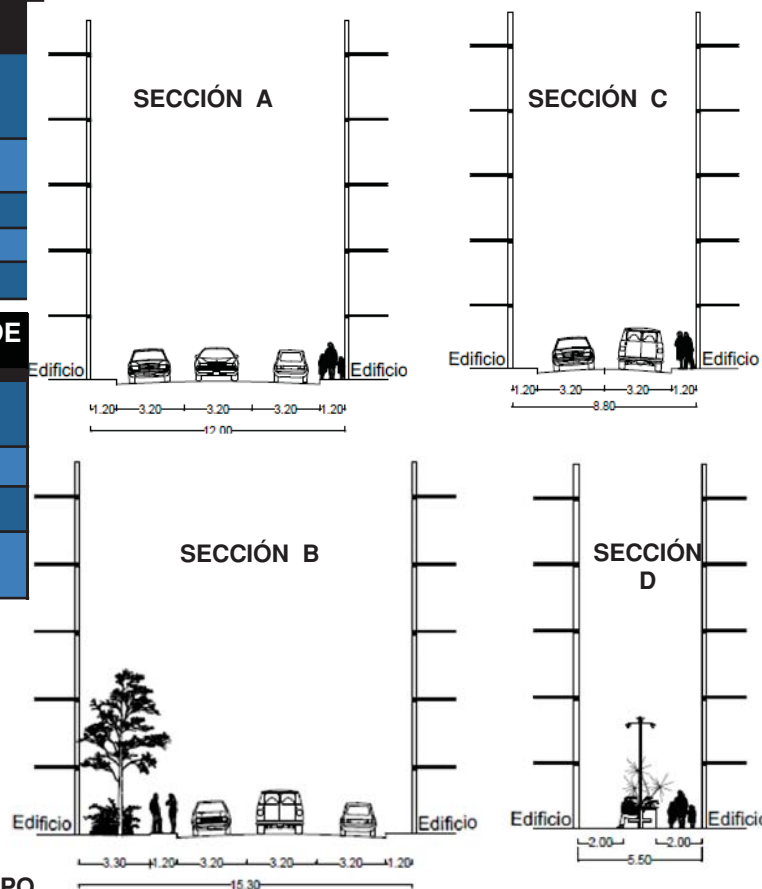 SECCIÓN A
SECCIÓN C
DE
Edificio
Edificio
Edificio
Edificio
1.20 3.20 3.20 3.20 1.20
12.00
1.20 3.20 3.20 1.20
8.80
SECCIÓN B
SECCIÓN
D
Edificio
Edificio
Edificio
Edifici
3.30 1.20 3.20 3.20 3.20 1.20
15.30
2.00 2.00
5.50
PO